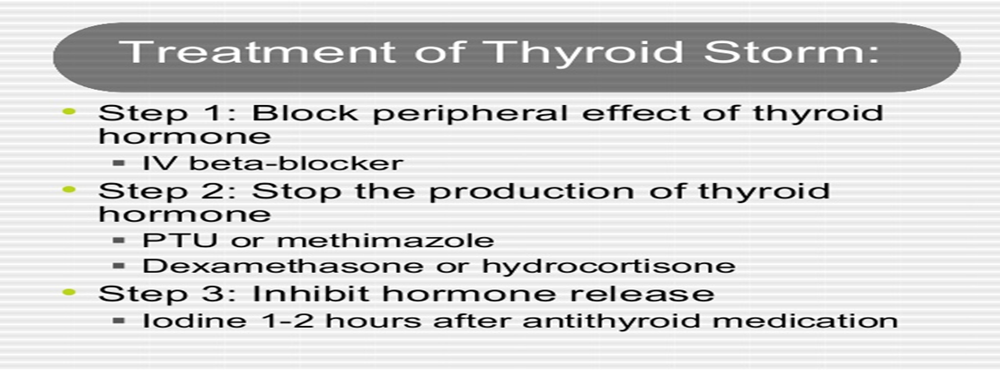 Treatment of Thyroid Storm:
• Step 1: Block peripheral effect of thyroid
hormone
▪ IV beta-blocker
• Step 2: Stop the production of thyroid
hormone
▪ PTU or methimazole
▪ Dexamethasone or hydrocortisone
• Step 3: Inhibit hormone release
▪ Iodine 1-2 hours after antithyroid medication